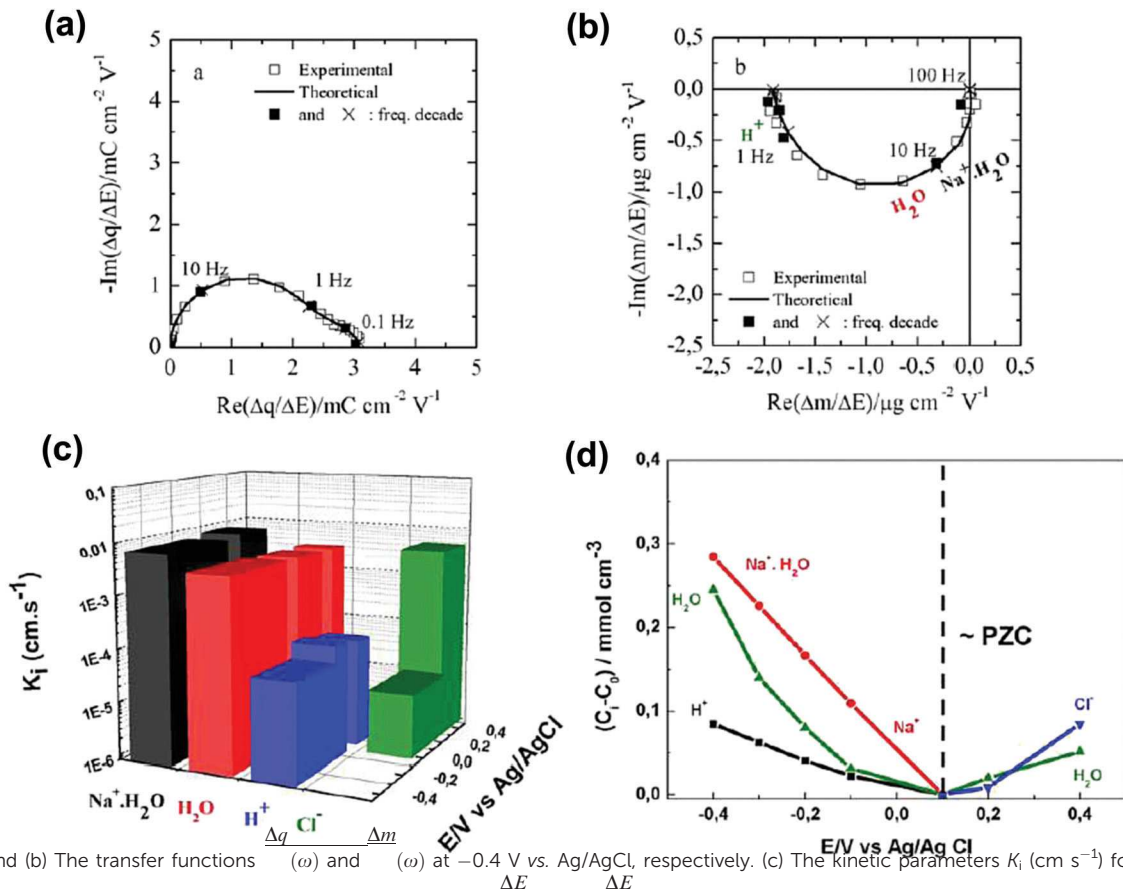 (a)
5
4
3
2
1
0
-Im(Δq/ΔE)/mC cm⁻² V⁻¹
a
□ Experimental
Theoretical
■ and × : freq. decade
10 Hz
1 Hz
0.1 Hz
0 1 2 3 4 5
Re(Δq/ΔE)/mC cm⁻² V⁻¹
(b)
0,5
0,0
-0,5
-1,0
-1,5
-2,0
-2,5
-Im(Δm/ΔE)/µg cm⁻² V⁻¹
b
100 Hz
H⁺
1 Hz
10 Hz
H₂O
Na⁺.H₂O
□ Experimental
Theoretical
■ and × : freq. decade
-2,5 -2,0 -1,5 -1,0 -0,5 0,0 0,5
Re(Δm/ΔE)/µg cm⁻² V⁻¹
(c)
0,1
0,01
1E-3
1E-4
1E-5
1E-6
Kᵢ (cm.s⁻¹)
Na⁺.H₂O
H₂O
H⁺
Cl⁻
-0,4 -0,2 0,0 0,2 0,4
E/V vs Ag/AgCl
(d)
0,4
0,3
0,2
0,1
0,0
(Cᵢ-C₀) / mmol cm⁻³
Na⁺.H₂O
H₂O
H⁺
Na⁺
~ PZC
Cl⁻
H₂O
-0,4 -0,2 0,0 0,2 0,4
E/V vs Ag/Ag Cl
Δq Δm
nd (b) The transfer functions (ω) and (ω) at −0.4 V vs. Ag/AgCl, respectively. (c) The kinetic parameters Kᵢ (cm s⁻¹) fo
ΔE ΔE